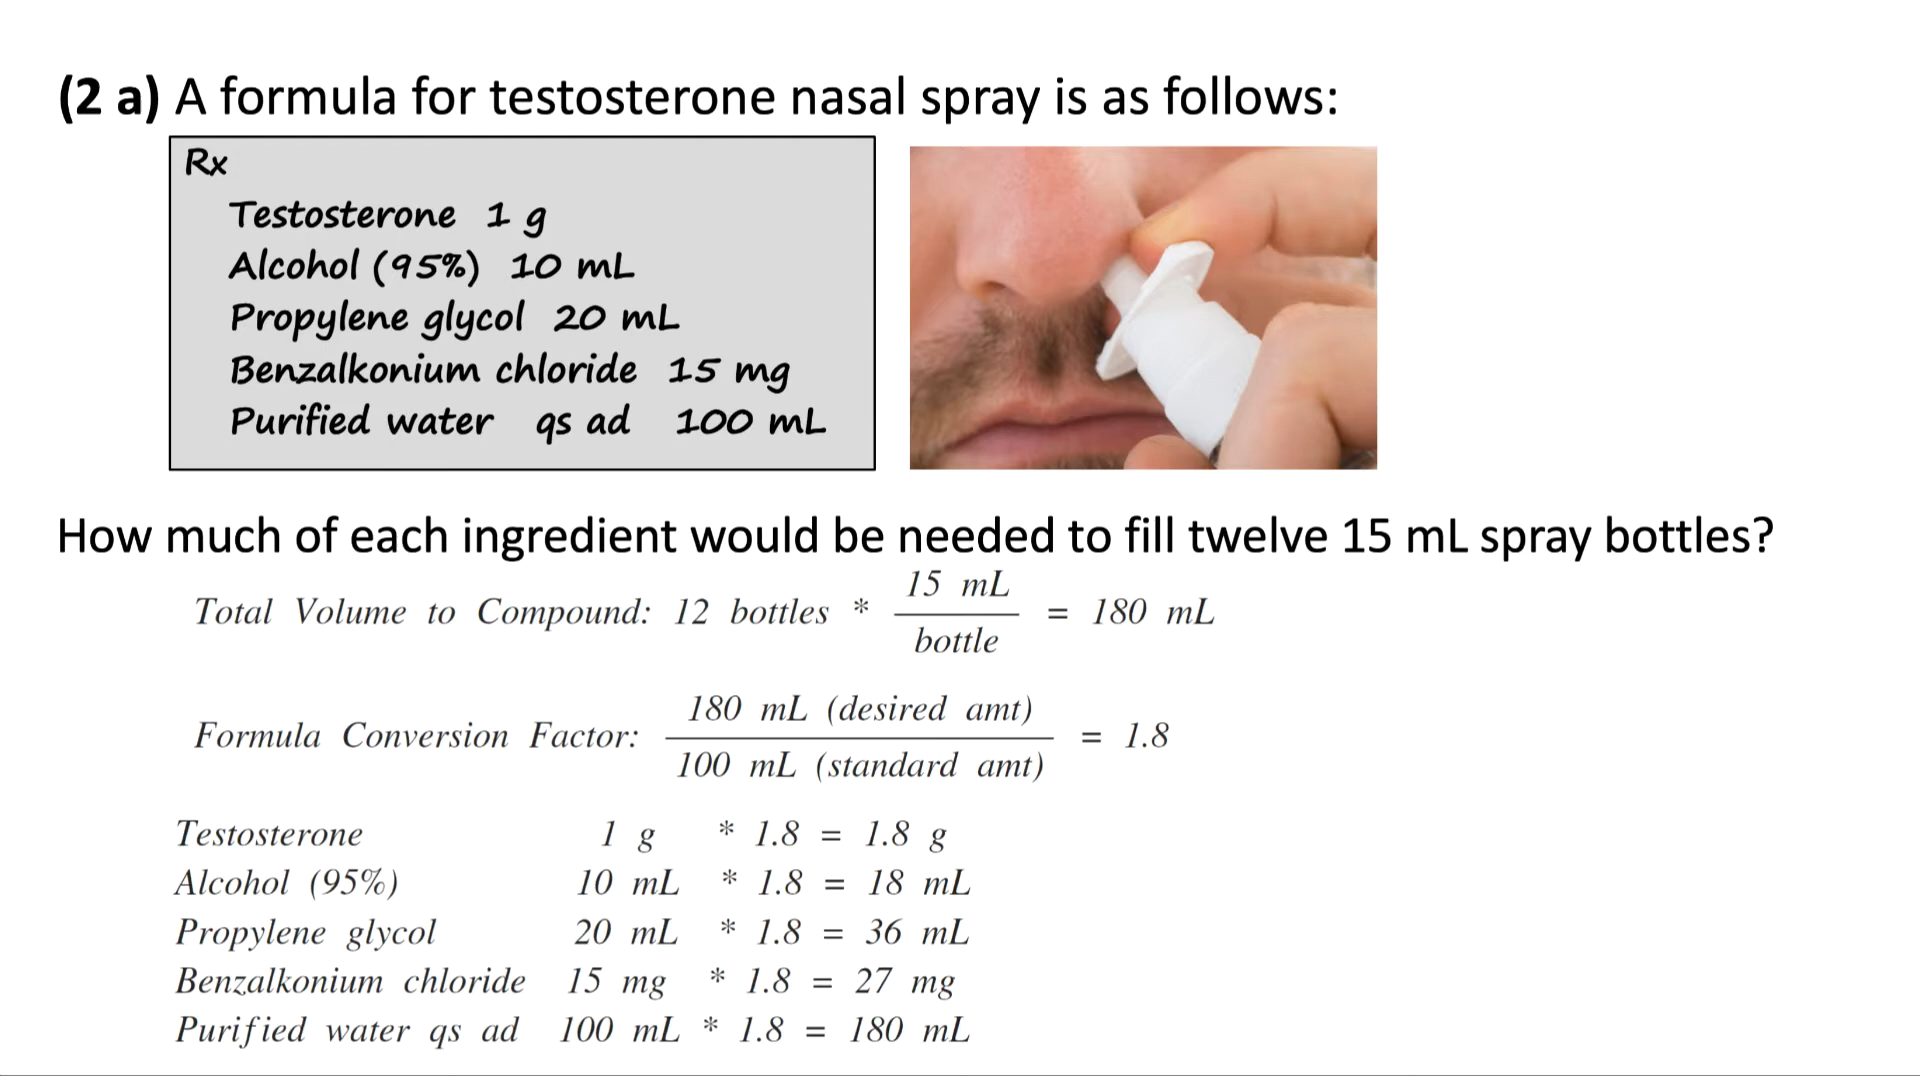 (2 a) A formula for testosterone nasal spray is as follows:
Rx
Testosterone 1 g
Alcohol (95%) 10 mL
Propylene glycol 20 mL
Benzalkonium chloride 15 mg
Purified water qs ad 100 mL
How much of each ingredient would be needed to fill twelve 15 mL spray bottles?
Total Volume to Compound: 12 bottles * 15 mL / bottle = 180 mL
Formula Conversion Factor: 180 mL (desired amt) / 100 mL (standard amt) = 1.8
Testosterone 1 g * 1.8 = 1.8 g
Alcohol (95%) 10 mL * 1.8 = 18 mL
Propylene glycol 20 mL * 1.8 = 36 mL
Benzalkonium chloride 15 mg * 1.8 = 27 mg
Purified water qs ad 100 mL * 1.8 = 180 mL